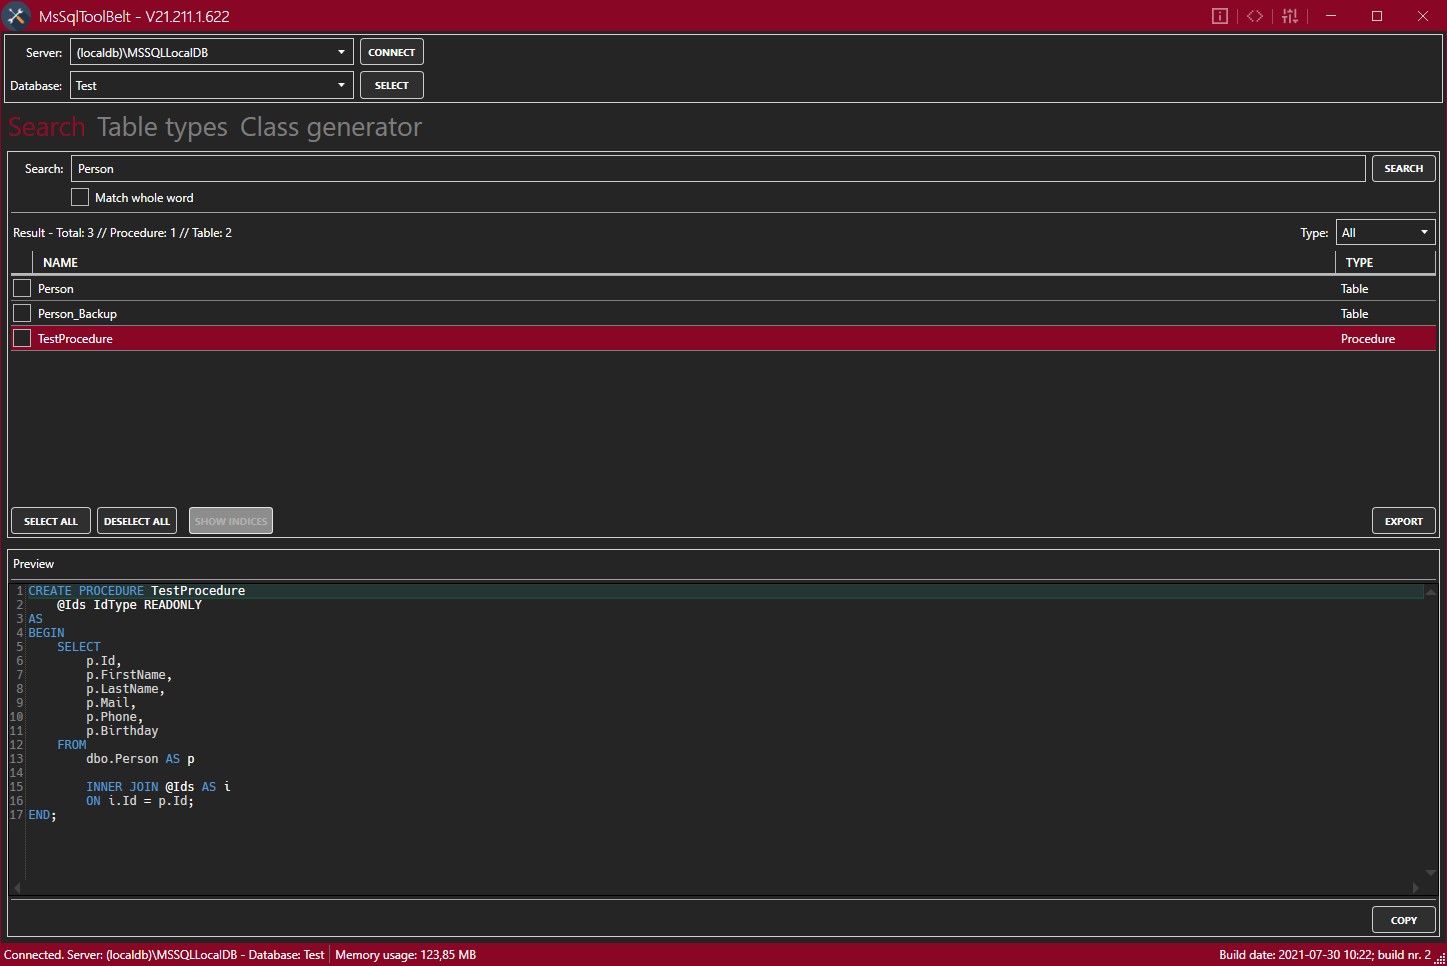 MsSqlToolBelt - V21.211.1.622
Server: (localdb)\MSSQLLocalDB CONNECT
Database: Test SELECT
Search Table types Class generator
Search: Person SEARCH
Match whole word
Result - Total: 3 // Procedure: 1 // Table: 2 Type: All
NAME TYPE
Person Table
Person_Backup Table
TestProcedure Procedure
SELECT ALL DESELECT ALL SHOW INDICES EXPORT
Preview
1 CREATE PROCEDURE TestProcedure
2     @Ids IdType READONLY
3 AS
4 BEGIN
5     SELECT
6         p.Id,
7         p.FirstName,
8         p.LastName,
9         p.Mail,
10         p.Phone,
11         p.Birthday
12     FROM
13         dbo.Person AS p
14
15         INNER JOIN @Ids AS i
16         ON i.Id = p.Id;
17 END;
COPY
Connected. Server: (localdb)\MSSQLLocalDB - Database: Test Memory usage: 123,85 MB Build date: 2021-07-30 10:22; build nr. 2